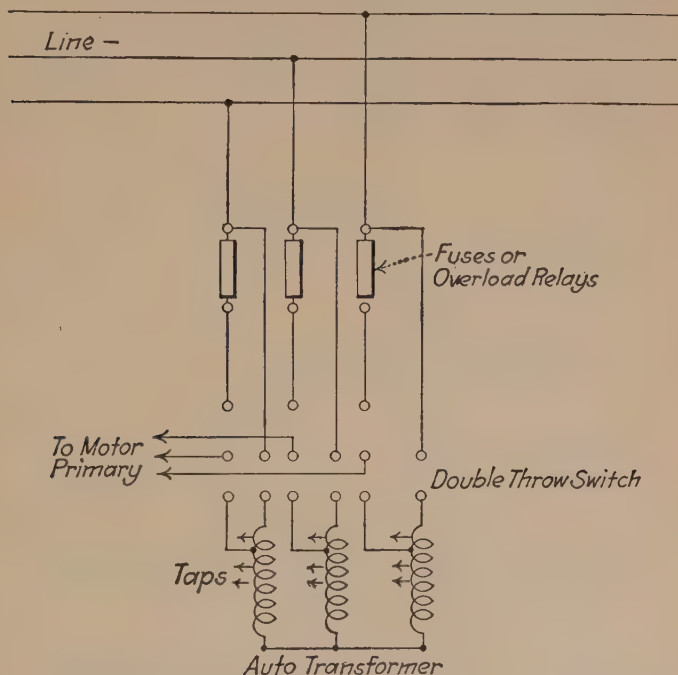 Line –
Fuses or
Overload Relays
To Motor
Primary
Double Throw Switch
Taps
Auto Transformer